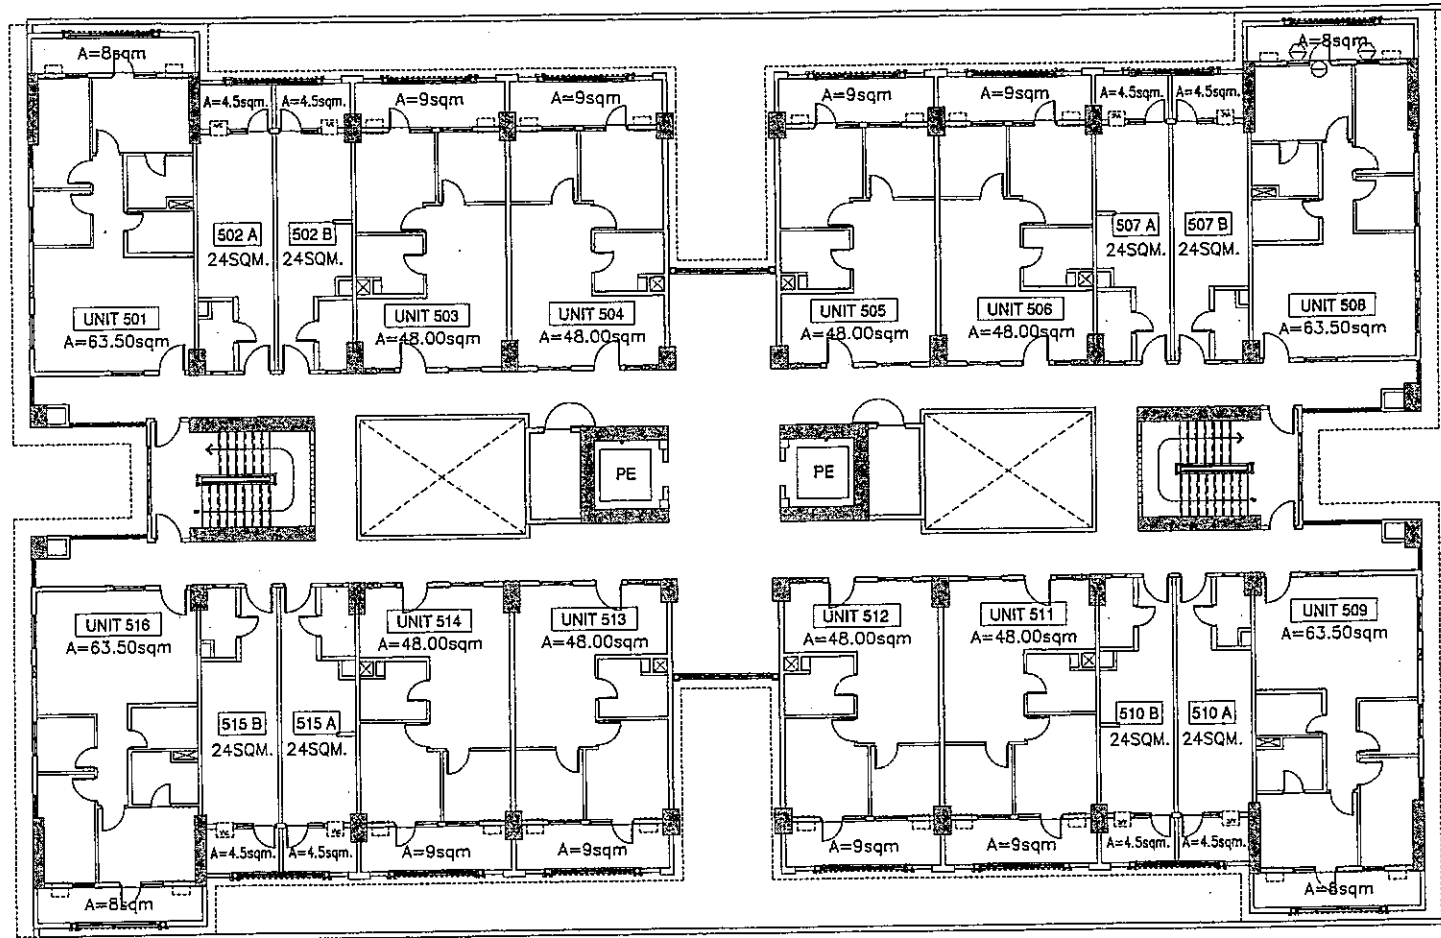 A=8sqm
A=8sqm
A=4.5sqm.
A=4.5sqm.
A=9sqm
A=9sqm
A=9sqm
A=9sqm
A=4.5sqm.
A=4.5sqm.
502 A
24SQM.
502 B
24SQM.
507 A
24SQM.
507 B
24SQM.
UNIT 501
A=63.50sqm
UNIT 503
A=48.00sqm
UNIT 504
A=48.00sqm
UNIT 505
A=48.00sqm
UNIT 506
A=48.00sqm
UNIT 508
A=63.50sqm
PE
PE
UNIT 516
A=63.50sqm
UNIT 514
A=48.00sqm
UNIT 513
A=48.00sqm
UNIT 512
A=48.00sqm
UNIT 511
A=48.00sqm
UNIT 509
A=63.50sqm
515 B
24SQM.
515 A
24SQM.
510 B
24SQM.
510 A
24SQM.
A=4.5sqm.
A=4.5sqm.
A=9sqm
A=9sqm
A=9sqm
A=9sqm
A=4.5sqm.
A=4.5sqm.
A=8sqm
A=8sqm